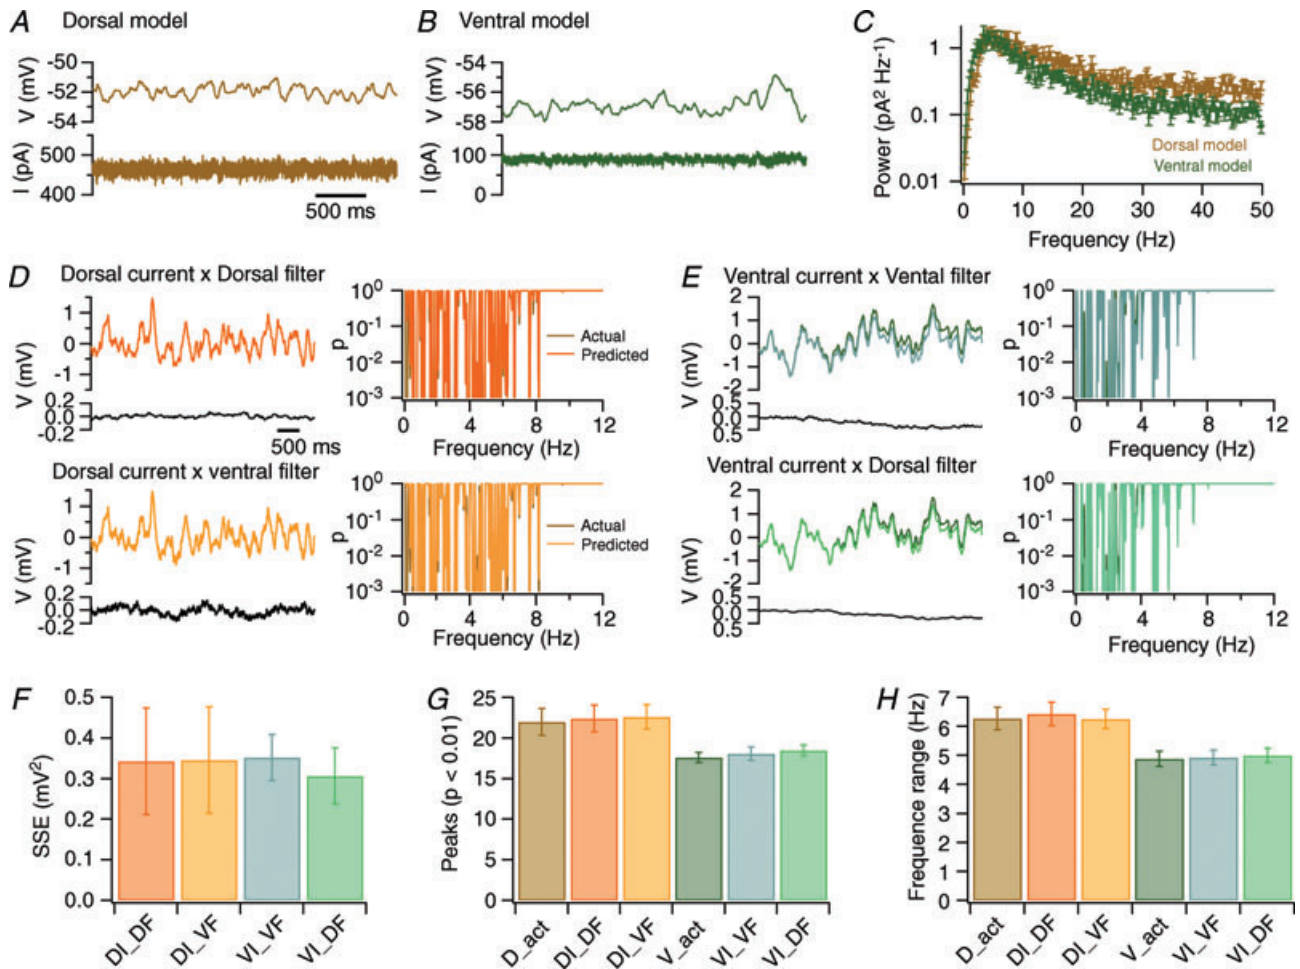 A Dorsal model
-50
-52
-54
V (mV)
500
400
I (pA)
500 ms
B Ventral model
-54
-56
-58
V (mV)
100
0
I (pA)
C
1
0.1
0.01
Power (pA2 Hz-1)
Dorsal model
Ventral model
0 10 20 30 40 50
Frequency (Hz)
D Dorsal current x Dorsal filter
1
0
-1
V (mV)
0.2
0.0
-0.2
500 ms
10^0
10^-1
10^-2
10^-3
p
Actual
Predicted
0 4 8 12
Frequency (Hz)
Dorsal current x ventral filter
1
0
-1
V (mV)
0.2
0.0
-0.2
10^0
10^-1
10^-2
10^-3
p
Actual
Predicted
0 4 8 12
Frequency (Hz)
E Ventral current x Vental filter
2
1
0
-1
-2
V (mV)
0.5
0.0
0.5
10^0
10^-1
10^-2
10^-3
p
0 4 8 12
Frequency (Hz)
Ventral current x Dorsal filter
2
1
0
-1
-2
V (mV)
0.5
0.0
0.5
10^0
10^-1
10^-2
10^-3
p
0 4 8 12
Frequency (Hz)
F
0.5
0.4
0.3
0.2
0.1
0.0
SSE (mV2)
DI_DF DI_VF VI_VF VI_DF
G
25
20
15
10
5
0
Peaks (p < 0.01)
D_act DI_DF DI_VF V_act VI_VF VI_DF
H
7
6
5
4
3
2
1
0
Frequence range (Hz)
D_act DI_DF DI_VF V_act VI_VF VI_DF